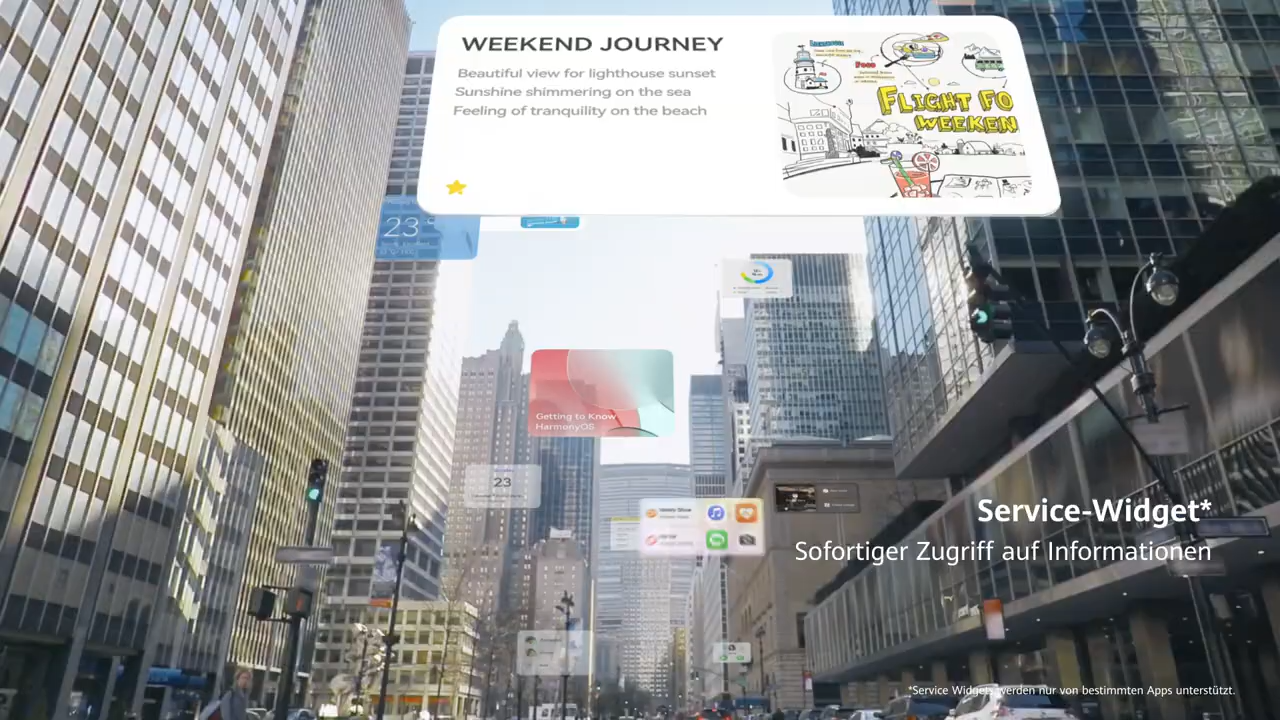 WEEKEND JOURNEY
Beautiful view for lighthouse sunset
Sunshine shimmering on the sea
Feeling of tranquility on the beach
FLIGHT FO
WEEKEN
FOOD
23
Getting to Know
HarmonyOS
23
Service-Widget*
Sofortiger Zugriff auf Informationen
*Service Widgets werden nur von bestimmten Apps unterstützt.